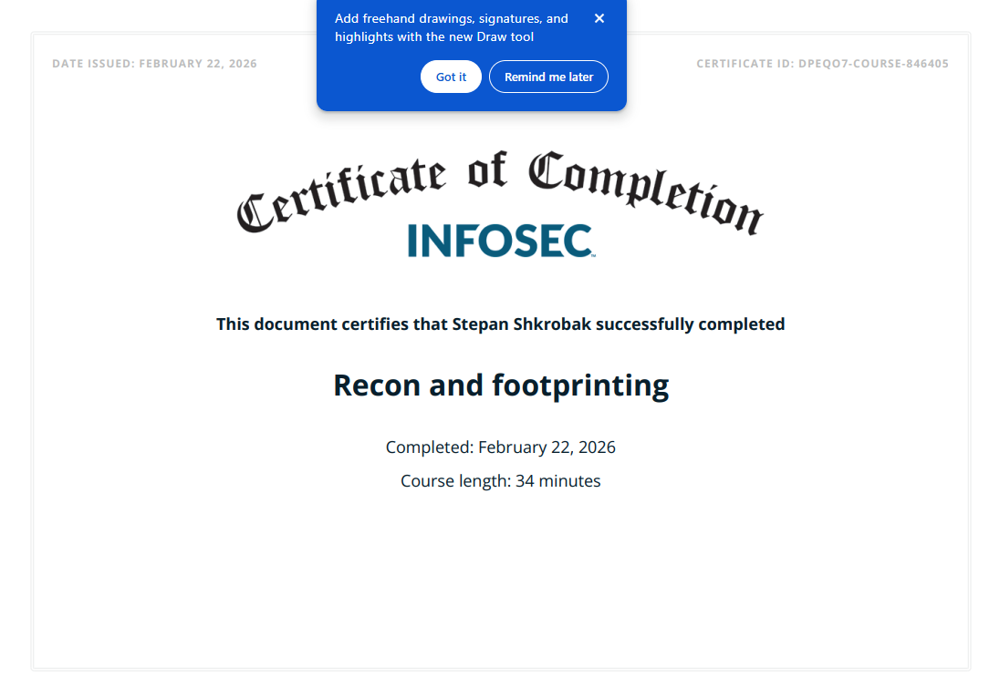 Add freehand drawings, signatures, and
highlights with the new Draw tool
Got it
Remind me later
DATE ISSUED: FEBRUARY 22, 2026
CERTIFICATE ID: DPEQO7-COURSE-846405
Certificate of Completion
INFOSEC™
This document certifies that Stepan Shkrobak successfully completed
Recon and footprinting
Completed: February 22, 2026
Course length: 34 minutes